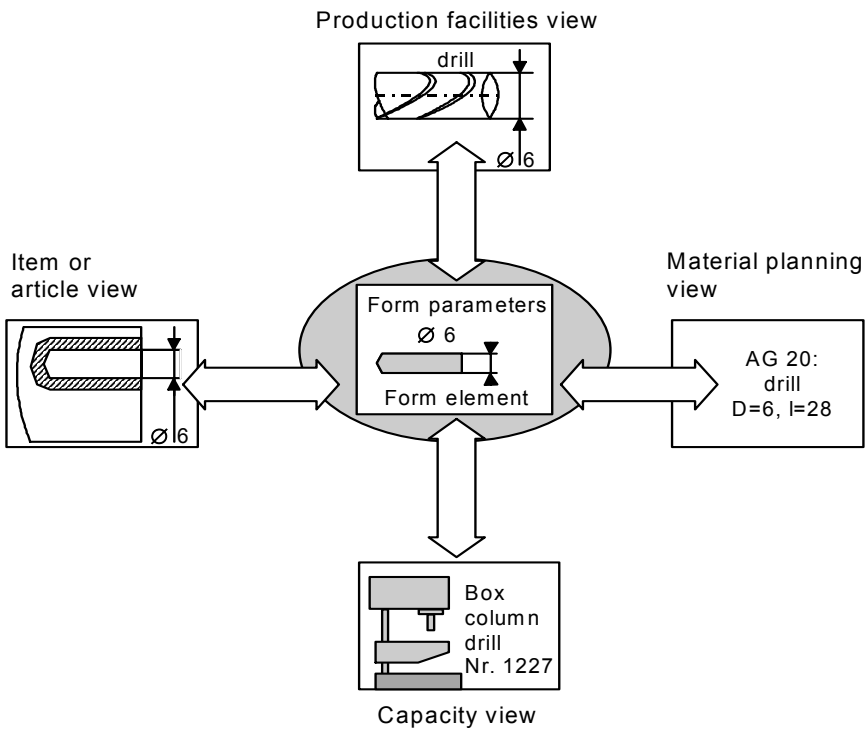 Production facilities view
drill
Ø 6
Item or
article view
Ø 6
Form parameters
Ø 6
Form element
Material planning
view
AG 20:
drill
D=6, l=28
Box
column
drill
Nr. 1227
Capacity view